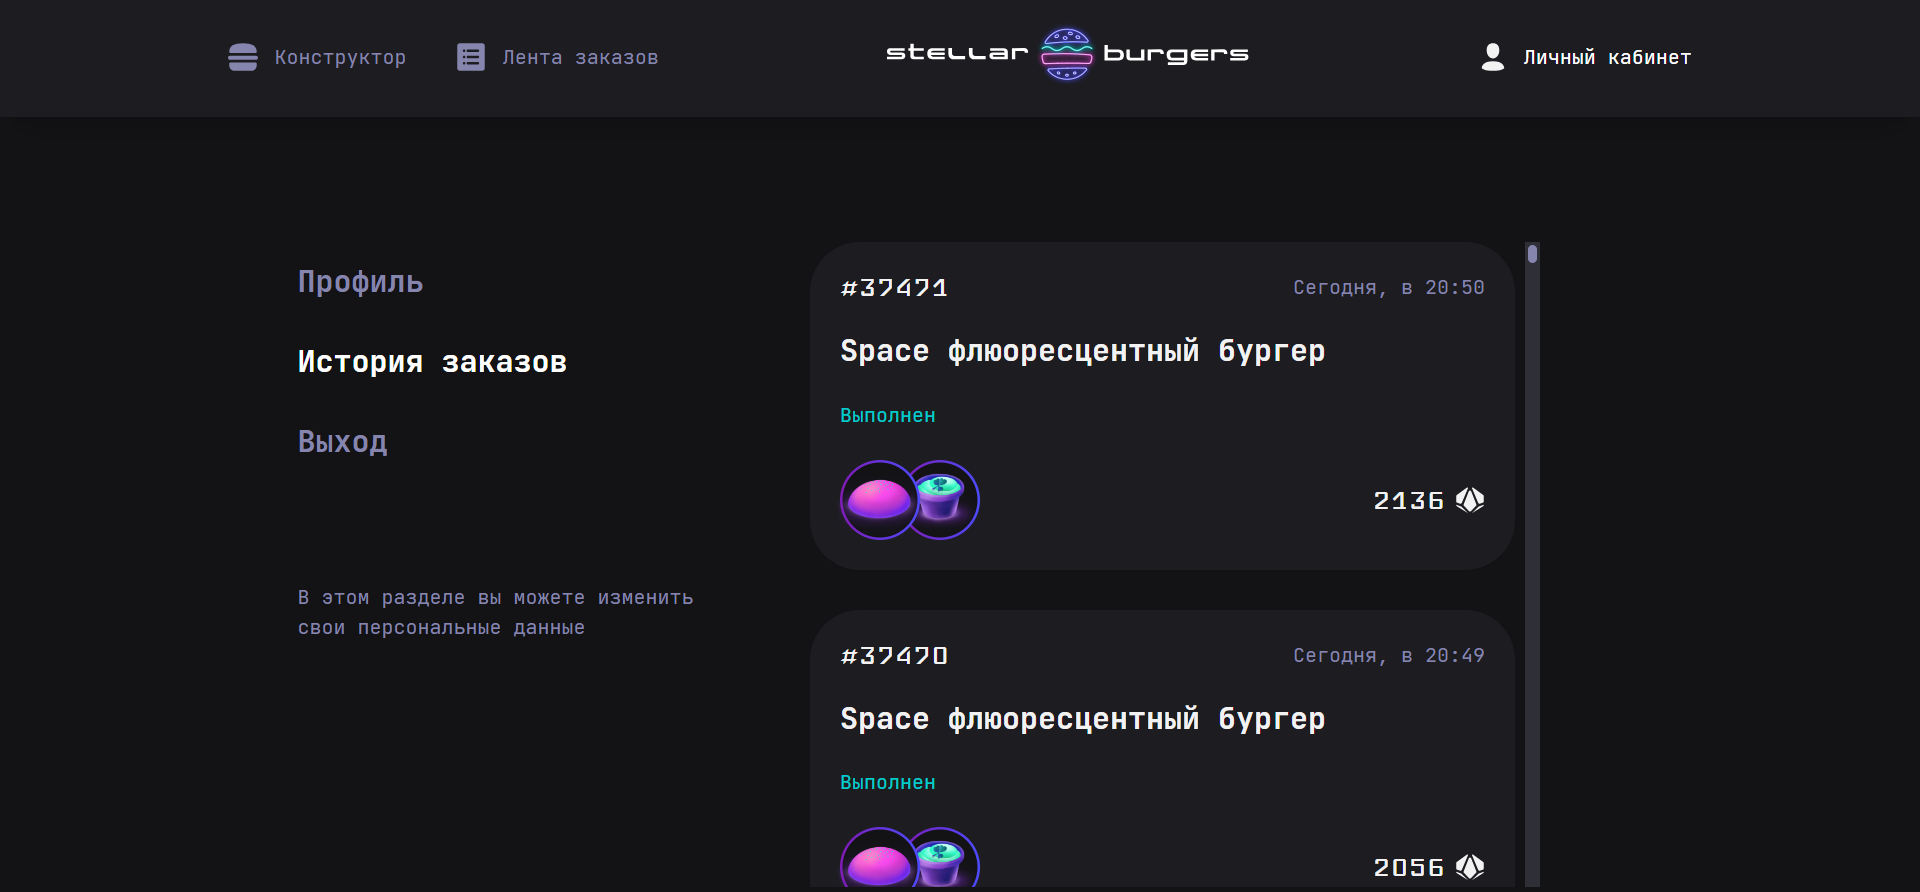 Конструктор
Лента заказов
stellar burgers
Личный кабинет
Профиль
История заказов
Выход
В этом разделе вы можете изменить
свои персональные данные
#37471
Сегодня, в 20:50
Space флюоресцентный бургер
Выполнен
2136
#37470
Сегодня, в 20:49
Space флюоресцентный бургер
Выполнен
2056